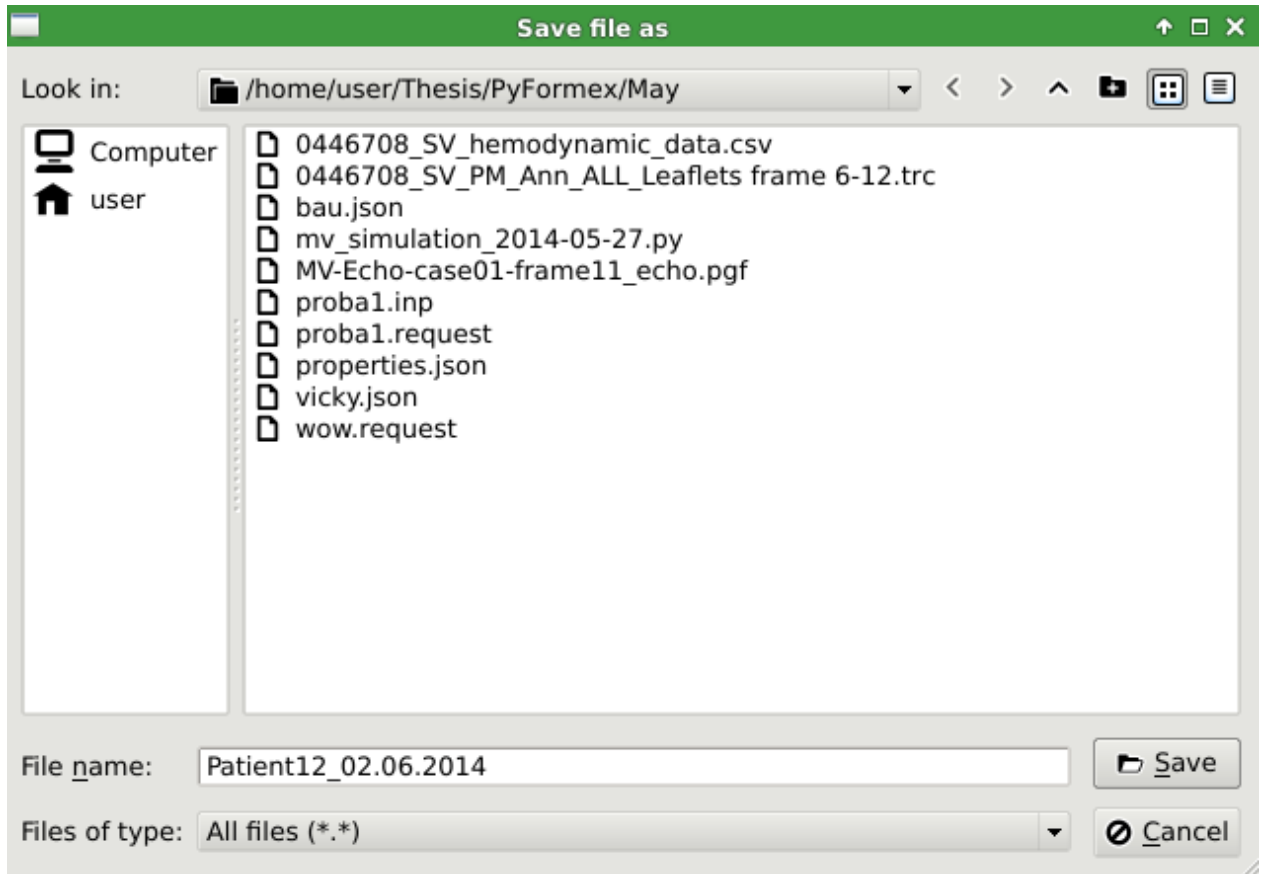 Save file as
Look in: /home/user/Thesis/PyFormex/May
Computer
user
0446708_SV_hemodynamic_data.csv
0446708_SV_PM_Ann_ALL_Leaflets frame 6-12.trc
bau.json
mv_simulation_2014-05-27.py
MV-Echo-case01-frame11_echo.pgf
proba1.inp
proba1.request
properties.json
vicky.json
wow.request
File name: Patient12_02.06.2014 Save
Files of type: All files (*.*) Cancel